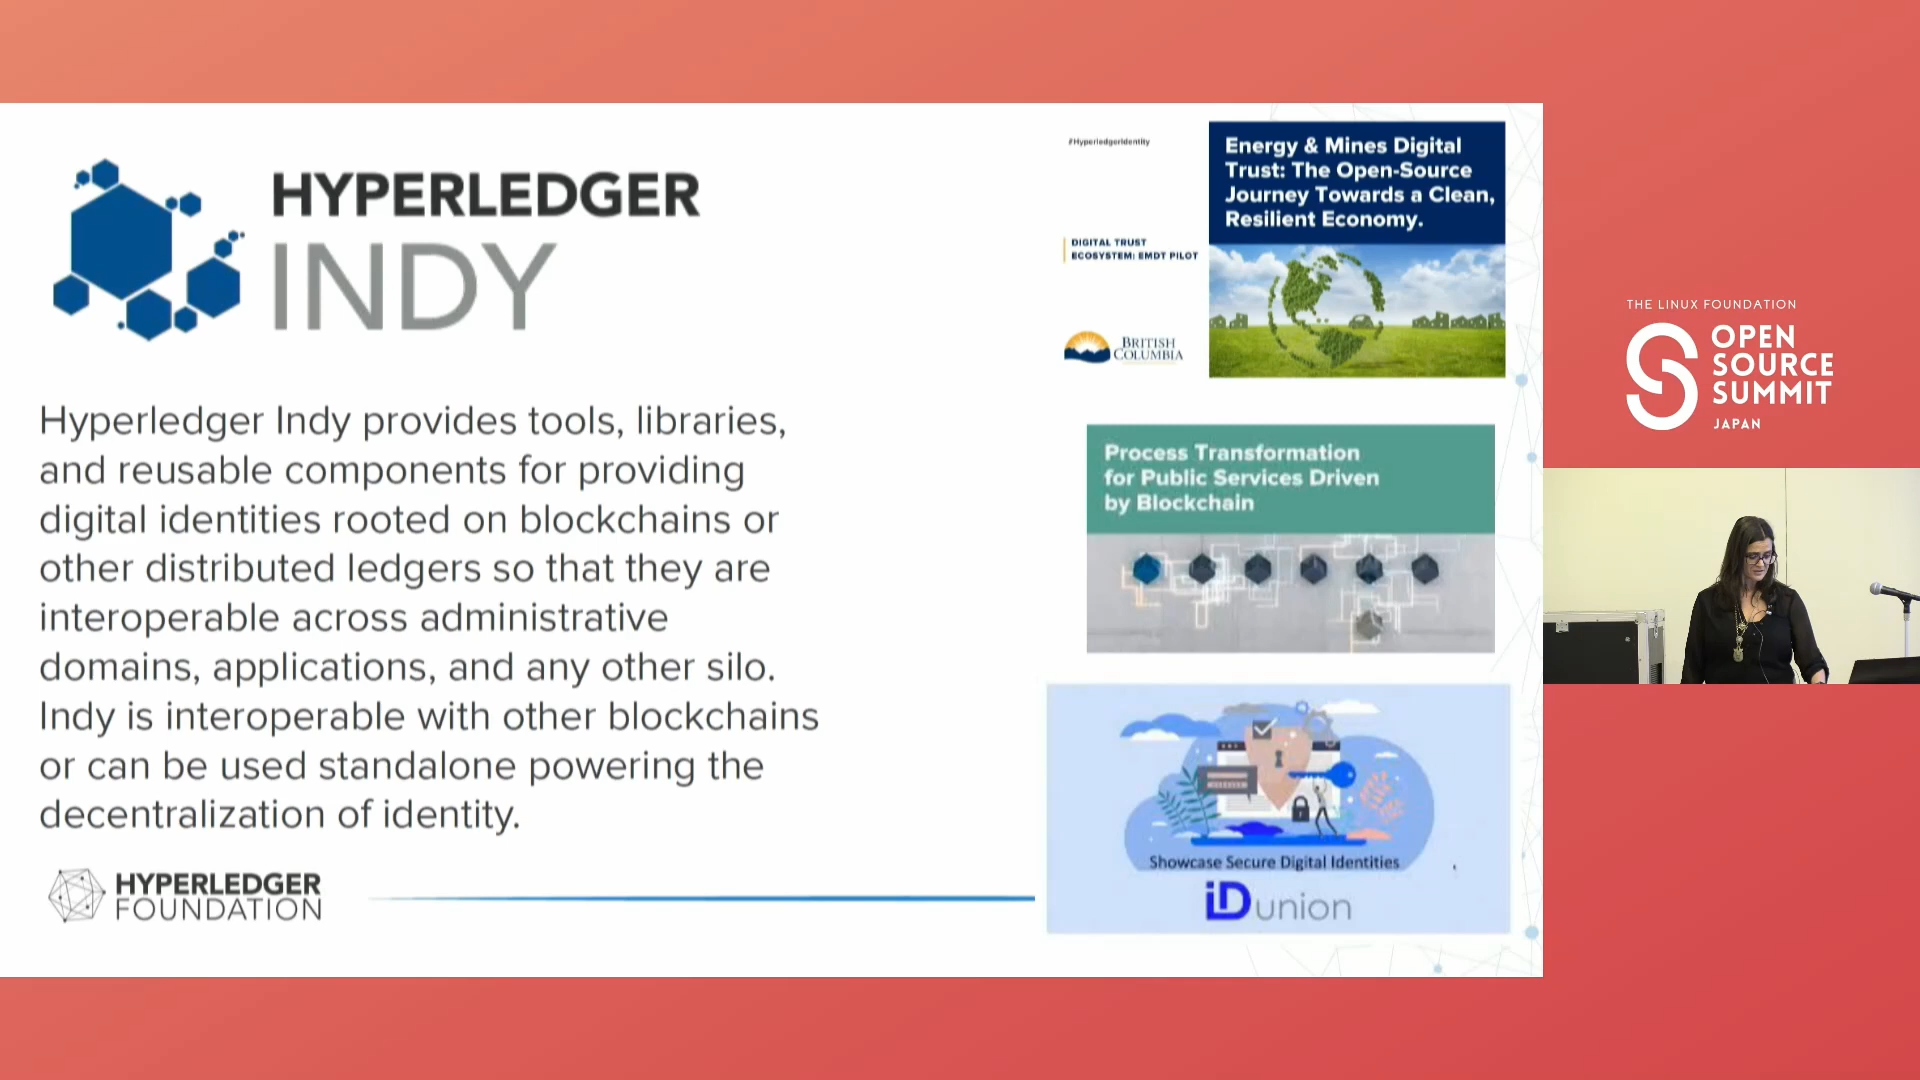 HYPERLEDGER
INDY
Hyperledger Indy provides tools, libraries,
and reusable components for providing
digital identities rooted on blockchains or
other distributed ledgers so that they are
interoperable across administrative
domains, applications, and any other silo.
Indy is interoperable with other blockchains
or can be used standalone powering the
decentralization of identity.
HYPERLEDGER
FOUNDATION
#HyperledgerIdentity
Energy & Mines Digital
Trust: The Open-Source
Journey Towards a Clean,
Resilient Economy.
DIGITAL TRUST
ECOSYSTEM: EMDT PILOT
BRITISH
COLUMBIA
Process Transformation
for Public Services Driven
by Blockchain
Showcase Secure Digital Identities
iDunion
THE LINUX FOUNDATION
OPEN
SOURCE
SUMMIT
JAPAN